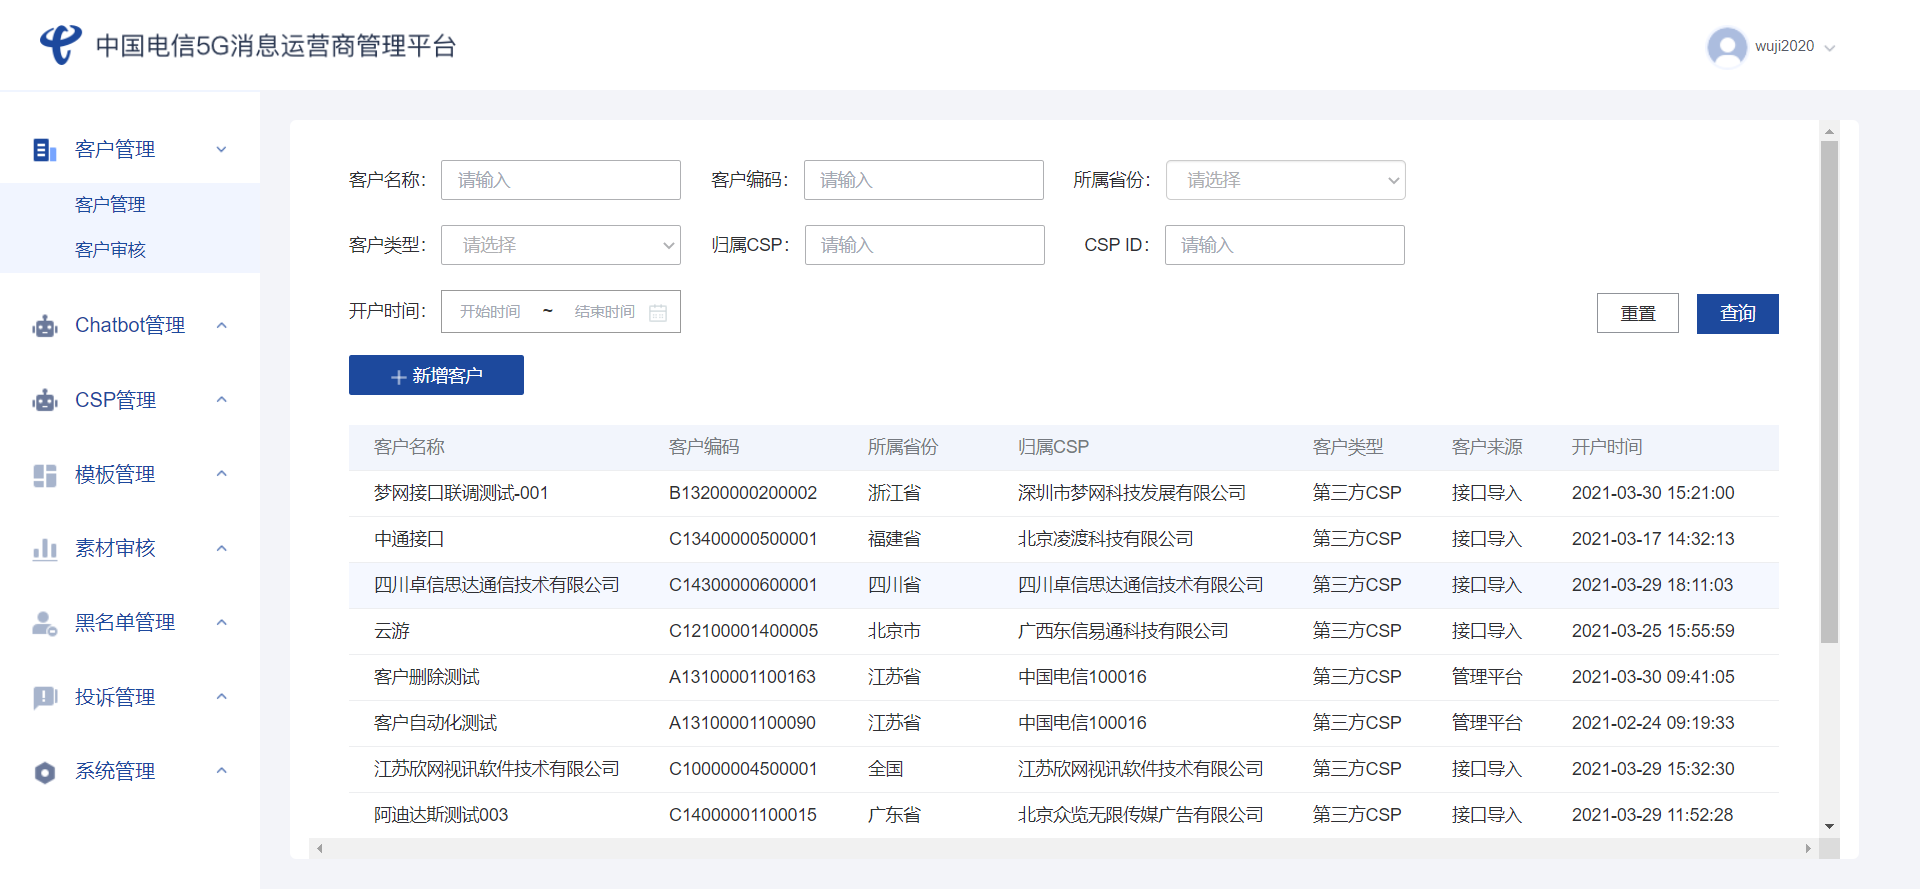 中国电信5G消息运营商管理平台
wuji2020
客户管理
客户管理
客户审核
Chatbot管理
CSP管理
模板管理
素材审核
黑名单管理
投诉管理
系统管理
客户名称： 请输入 客户编码： 请输入 所属省份： 请选择
客户类型： 请选择 归属CSP： 请输入 CSP ID： 请输入
开户时间： 开始时间 ~ 结束时间 重置 查询
+ 新增客户
客户名称 客户编码 所属省份 归属CSP 客户类型 客户来源 开户时间
梦网接口联调测试-001 B13200000200002 浙江省 深圳市梦网科技发展有限公司 第三方CSP 接口导入 2021-03-30 15:21:00
中通接口 C13400000500001 福建省 北京凌渡科技有限公司 第三方CSP 接口导入 2021-03-17 14:32:13
四川卓信思达通信技术有限公司 C14300000600001 四川省 四川卓信思达通信技术有限公司 第三方CSP 接口导入 2021-03-29 18:11:03
云游 C12100001400005 北京市 广西东信易通科技有限公司 第三方CSP 接口导入 2021-03-25 15:55:59
客户删除测试 A13100001100163 江苏省 中国电信100016 第三方CSP 管理平台 2021-03-30 09:41:05
客户自动化测试 A13100001100090 江苏省 中国电信100016 第三方CSP 管理平台 2021-02-24 09:19:33
江苏欣网视讯软件技术有限公司 C10000004500001 全国 江苏欣网视讯软件技术有限公司 第三方CSP 接口导入 2021-03-29 15:32:30
阿迪达斯测试003 C14000001100015 广东省 北京众览无限传媒广告有限公司 第三方CSP 接口导入 2021-03-29 11:52:28